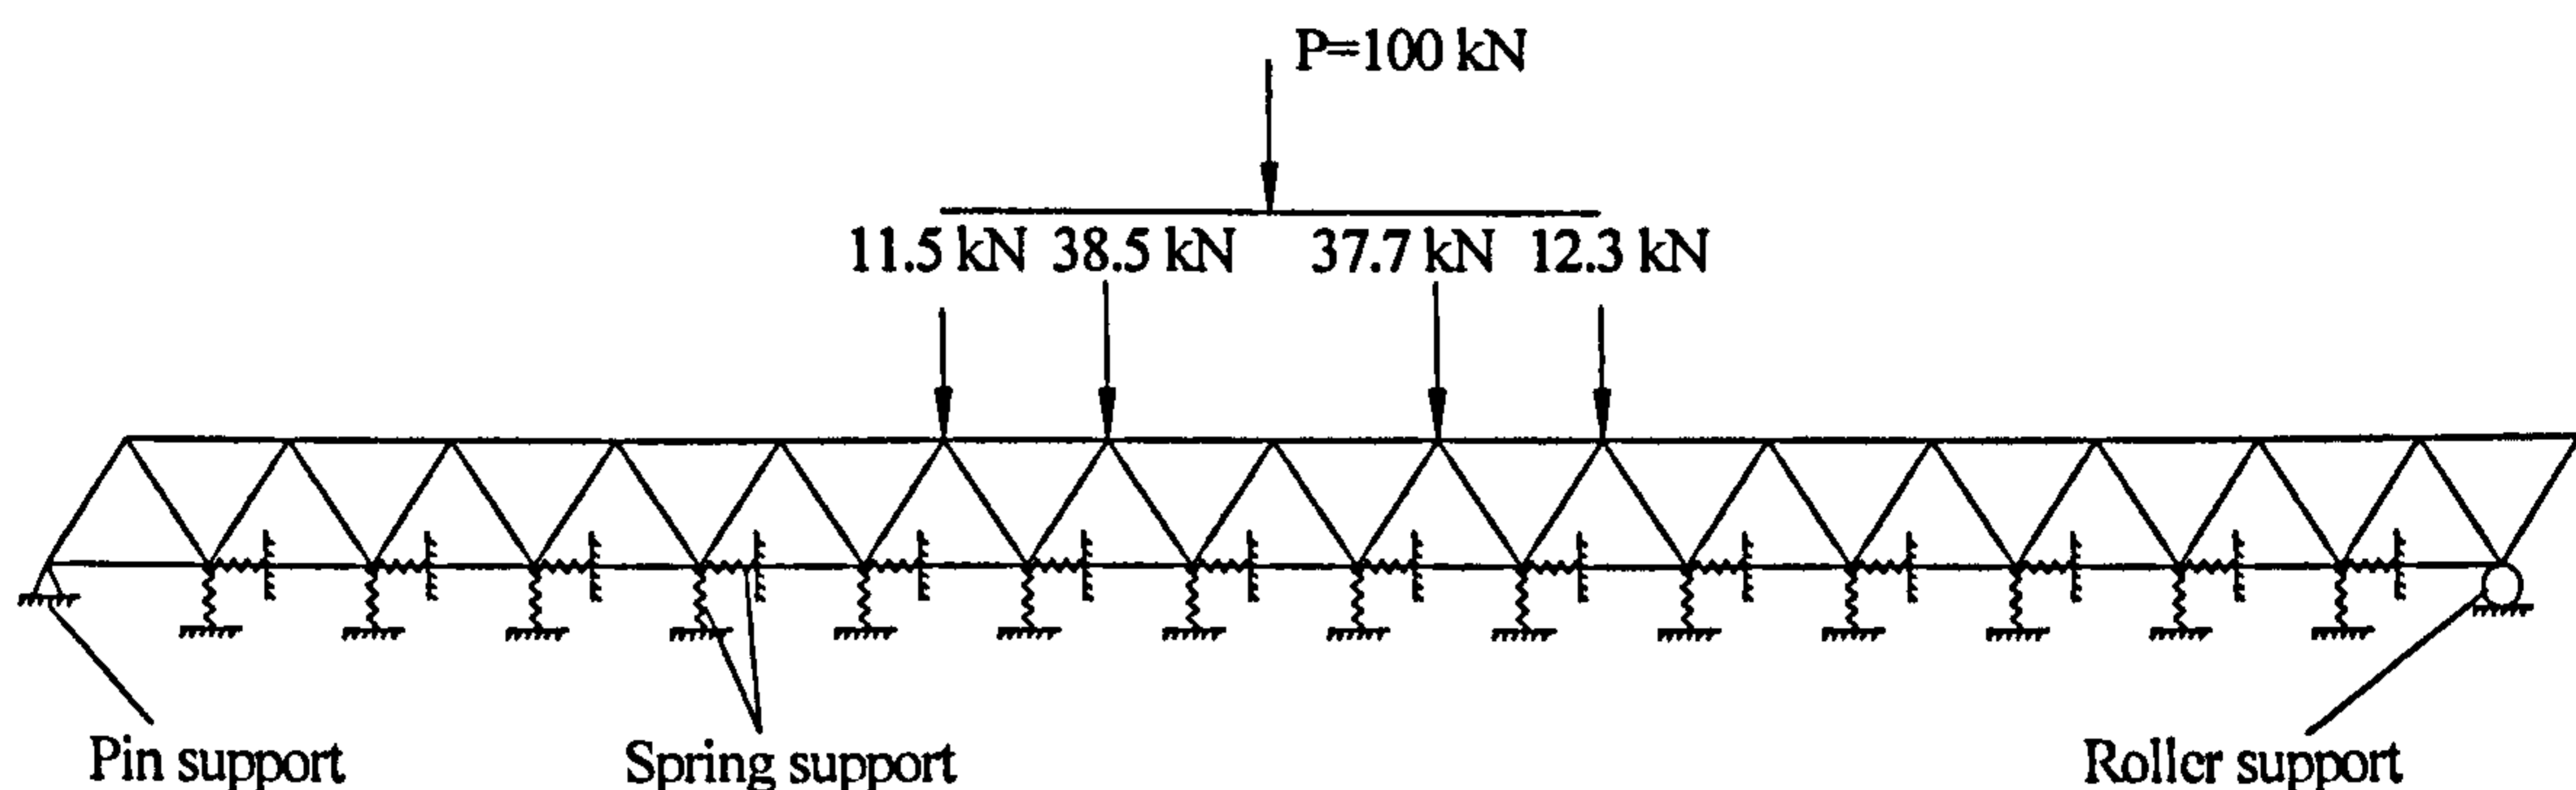 P=100 kN
11.5 kN 38.5 kN 37.7 kN 12.3 kN
Pin support
Spring support
Roller support